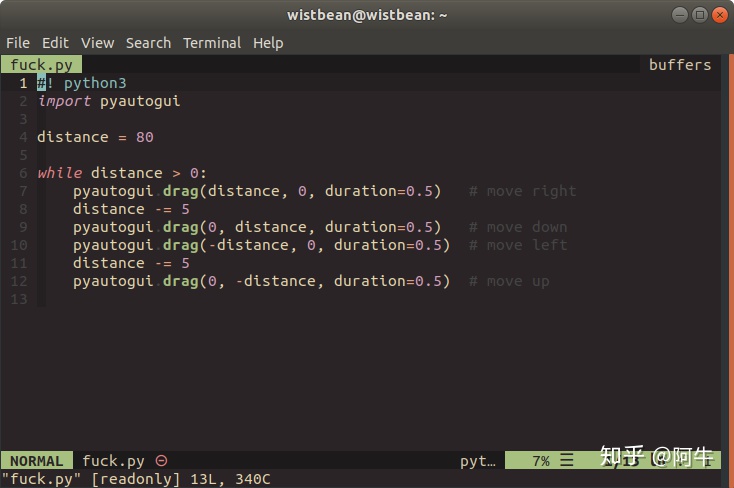 wistbean@wistbean: ~
File Edit View Search Terminal Help
fuck.py buffers
1 #! python3
2 import pyautogui
3
4 distance = 80
5
6 while distance > 0:
7     pyautogui.drag(distance, 0, duration=0.5)   # move right
8     distance -= 5
9     pyautogui.drag(0, distance, duration=0.5)   # move down
10     pyautogui.drag(-distance, 0, duration=0.5)  # move left
11     distance -= 5
12     pyautogui.drag(0, -distance, duration=0.5)  # move up
13
NORMAL fuck.py pyt… 7% ☰
知乎 @阿牛
"fuck.py" [readonly] 13L, 340C